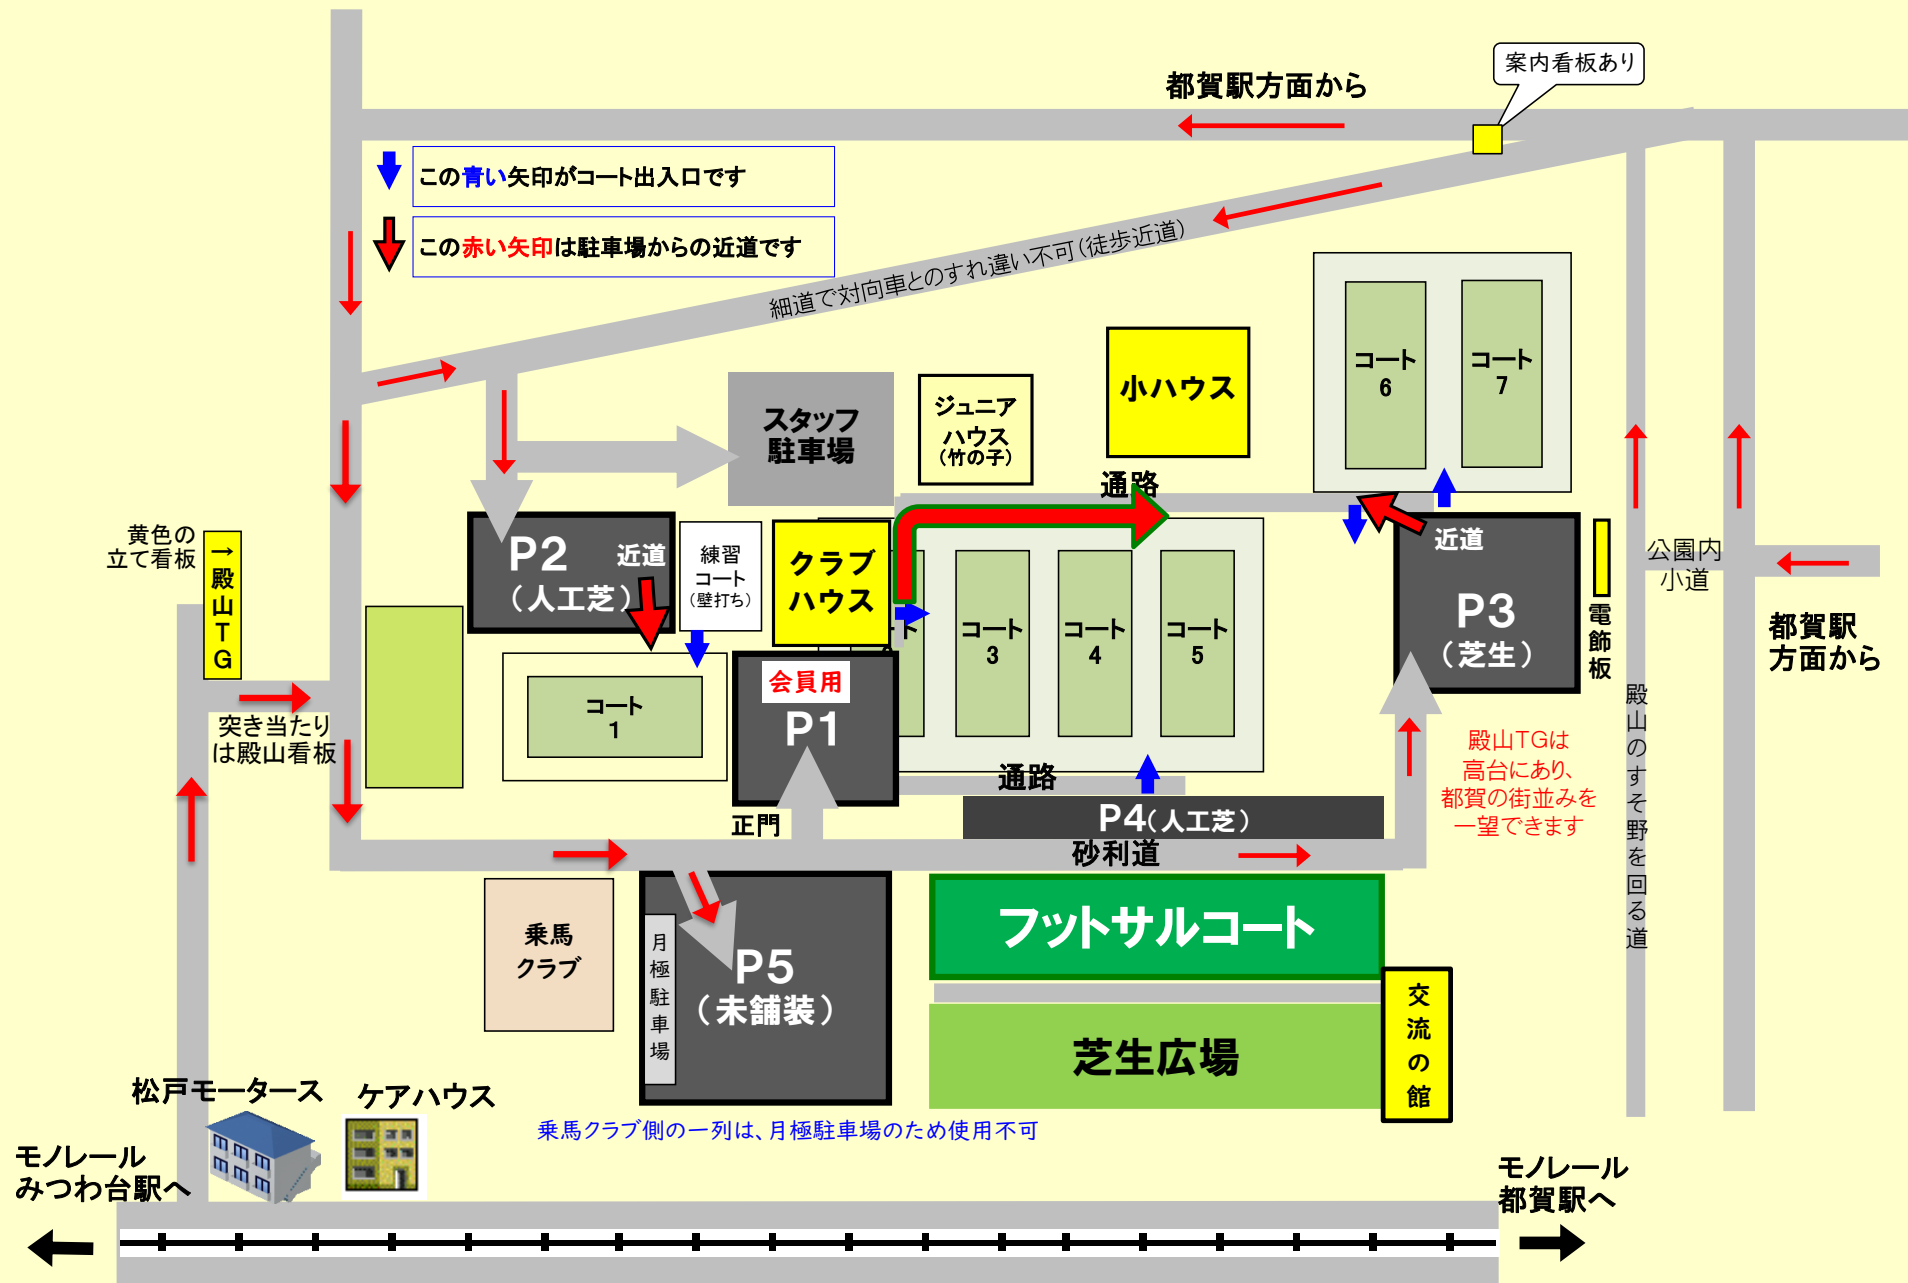 都賀駅方面から
案内看板あり
この青い矢印がコート出入口です
この赤い矢印は駐車場からの近道です
細道で対向車とのすれ違い不可(徒歩近道)
コート
6
コート
7
小ハウス
スタッフ
駐車場
ジュニア
ハウス
(竹の子)
通路
黄色の
立て看板
→殿山TG
P2
(人工芝)
近道
練習
コート
(壁打ち)
クラブ
ハウス
コート
3
コート
4
コート
5
近道
P3
(芝生)
電飾板
公園内
小道
都賀駅
方面から
突き当たり
は殿山看板
コート
1
会員用
P1
正門
通路
P4(人工芝)
砂利道
殿山TGは
高台にあり、
都賀の街並みを
一望できます
殿山のすそ野を回る道
乗馬
クラブ
月極駐車場
P5
(未舗装)
フットサルコート
芝生広場
交流の館
松戸モータース
ケアハウス
乗馬クラブ側の一列は、月極駐車場のため使用不可
モノレール
みつわ台駅へ
モノレール
都賀駅へ